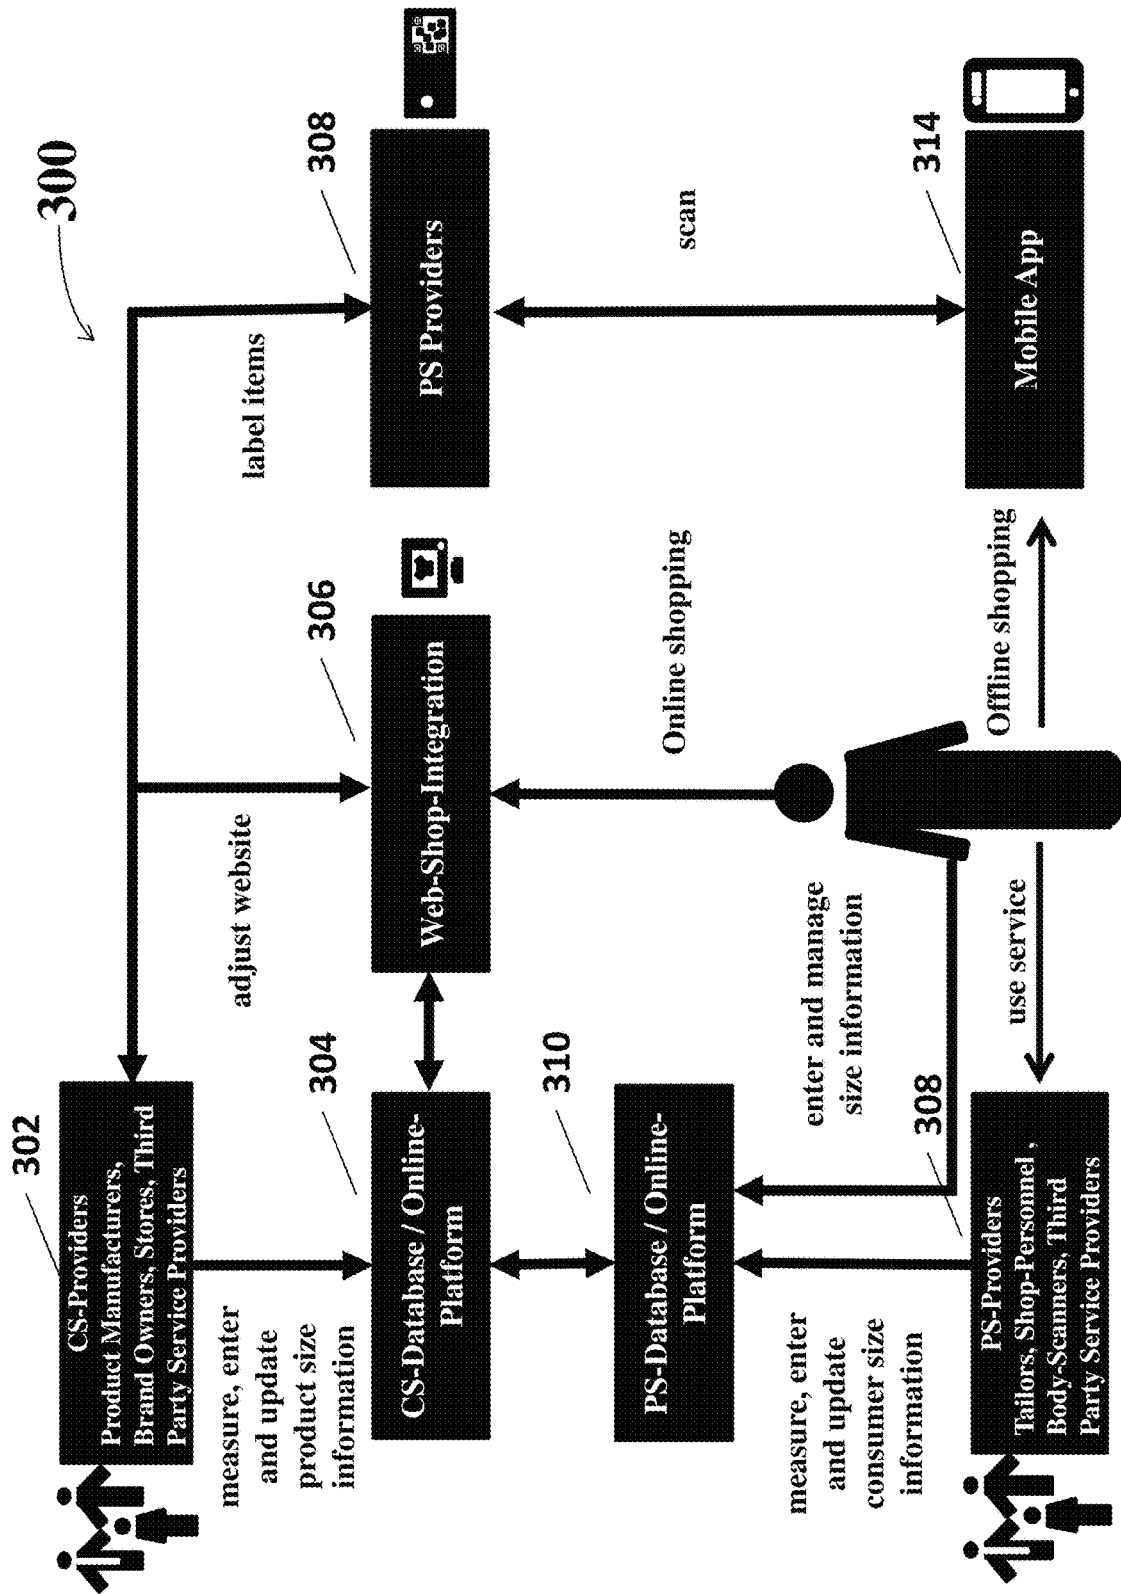 300
302
CS-Providers
Product Manufacturers,
Brand Owners, Stores, Third
Party Service Providers
adjust website
label items
measure, enter
and update
product size
information
304
CS-Database / Online-
Platform
306
Web-Shop-Integration
308
PS Providers
310
PS-Database / Online-
Platform
Online shopping
scan
measure, enter
and update
consumer size
information
enter and manage
size information
308
PS-Providers
Tailors, Shop-Personnel ,
Body-Scanners, Third
Party Service Providers
use service
Offline shopping
314
Mobile App